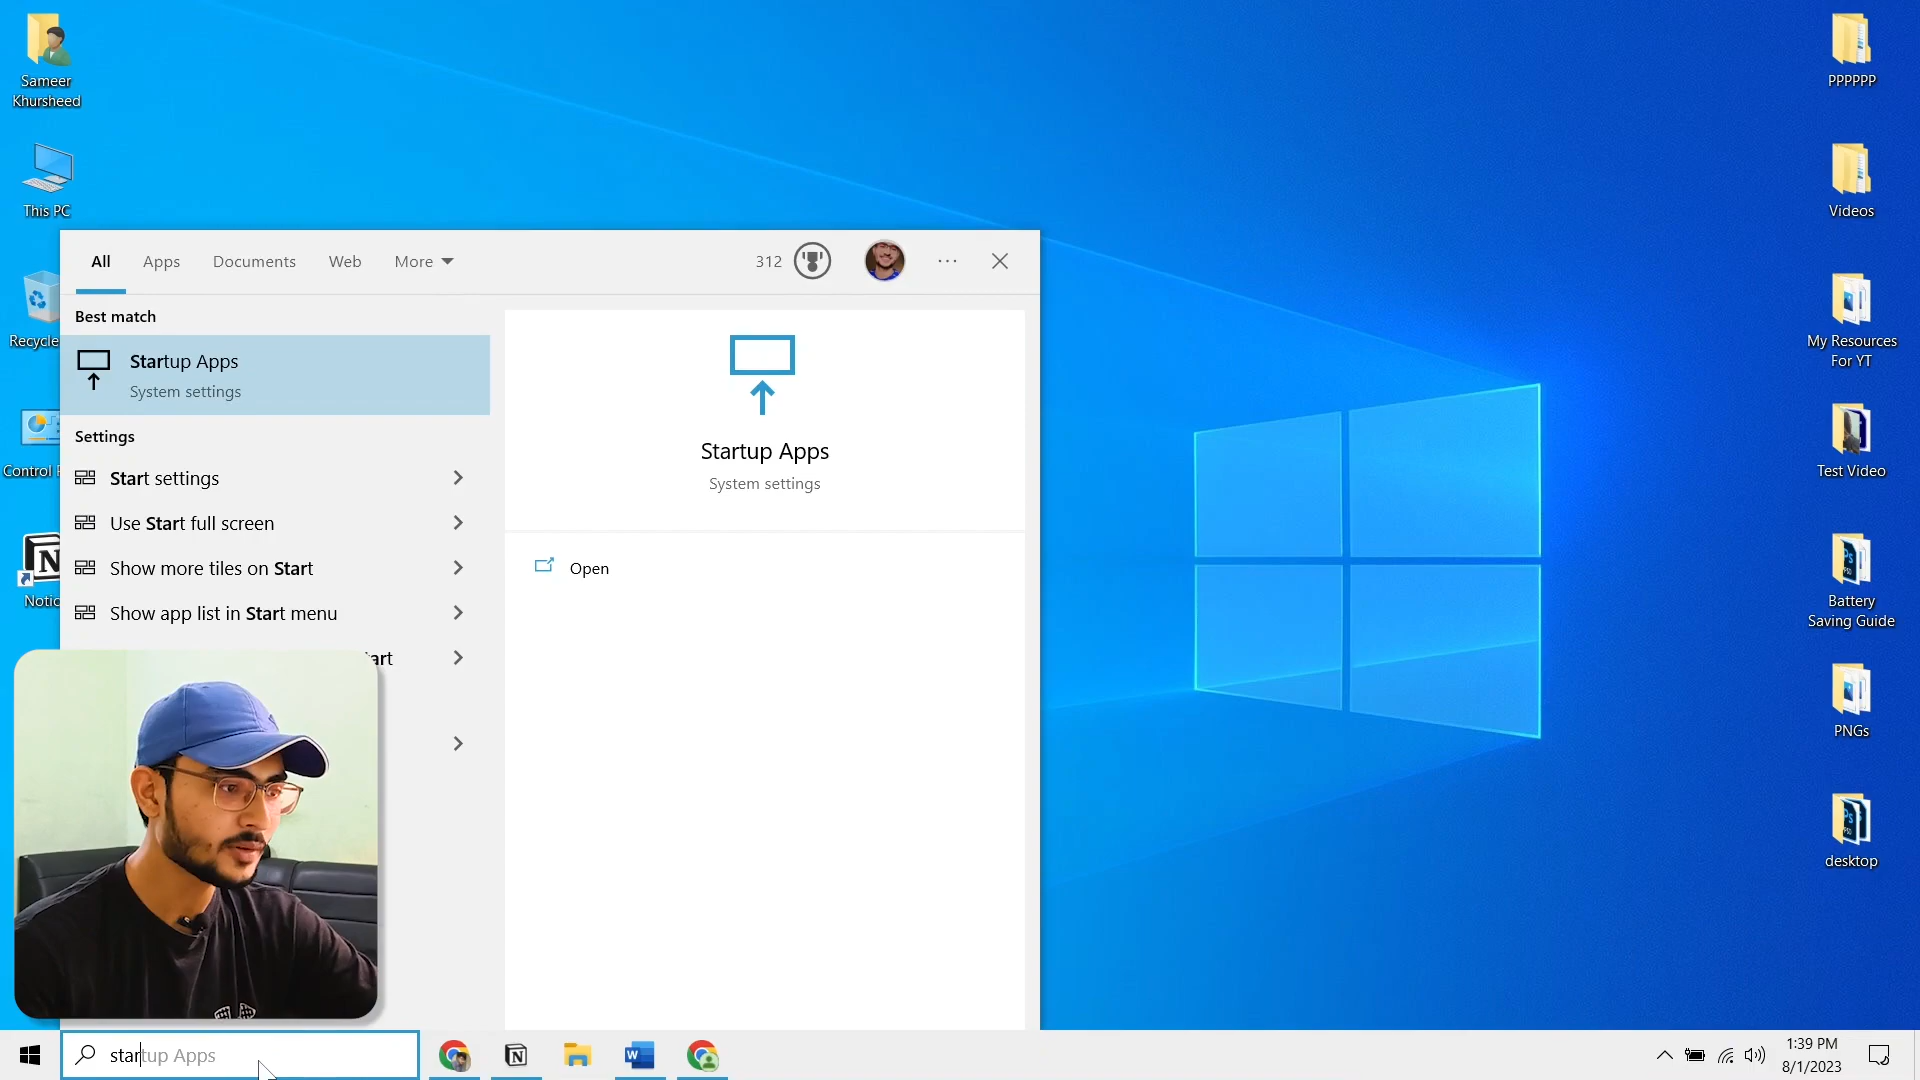 Sameer
Khursheed
This PC
Recycle
Control P
Notic
All
Apps
Documents
Web
More
312
Best match
Startup Apps
System settings
Settings
Start settings
Use Start full screen
Show more tiles on Start
Show app list in Start menu
tart
Startup Apps
System settings
Open
startup Apps
PPPPPP
Videos
My Resources
For YT
Test Video
Battery
Saving Guide
PNGs
desktop
1:39 PM
8/1/2023